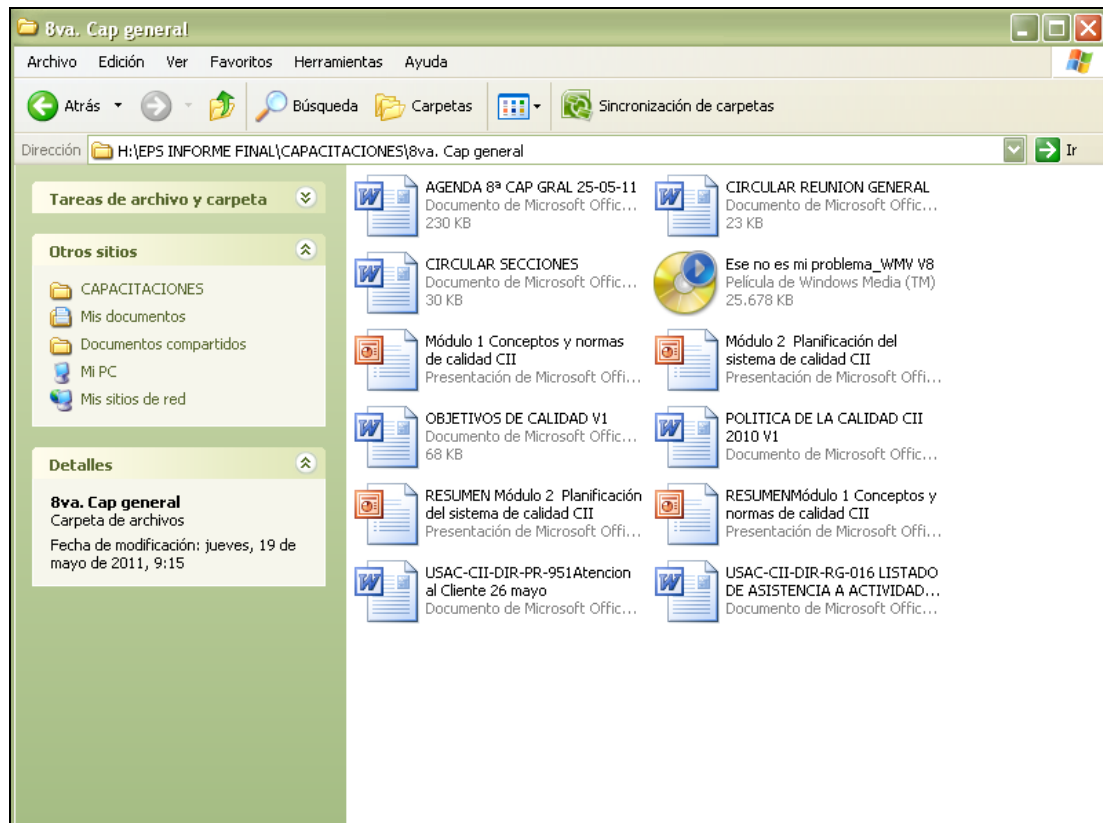 8va. Cap general
Archivo Edición Ver Favoritos Herramientas Ayuda
Atrás Búsqueda Carpetas Sincronización de carpetas
Dirección H:\EPS INFORME FINAL\CAPACITACIONES\8va. Cap general Ir
Tareas de archivo y carpeta
Otros sitios
CAPACITACIONES
Mis documentos
Documentos compartidos
Mi PC
Mis sitios de red
Detalles
8va. Cap general
Carpeta de archivos
Fecha de modificación: jueves, 19 de
mayo de 2011, 9:15
AGENDA 8ª CAP GRAL 25-05-11
Documento de Microsoft Offic...
230 KB
CIRCULAR REUNION GENERAL
Documento de Microsoft Offic...
23 KB
CIRCULAR SECCIONES
Documento de Microsoft Offic...
30 KB
Ese no es mi problema_WMV V8
Película de Windows Media (TM)
25.678 KB
Módulo 1 Conceptos y normas
de calidad CII
Presentación de Microsoft Offi...
Módulo 2 Planificación del
sistema de calidad CII
Presentación de Microsoft Offi...
OBJETIVOS DE CALIDAD V1
Documento de Microsoft Offic...
68 KB
POLITICA DE LA CALIDAD CII
2010 V1
Documento de Microsoft Offic...
RESUMEN Módulo 2 Planificación
del sistema de calidad CII
Presentación de Microsoft Offi...
RESUMENMódulo 1 Conceptos y
normas de calidad CII
Presentación de Microsoft Offi...
USAC-CII-DIR-PR-951Atencion
al Cliente 26 mayo
Documento de Microsoft Offic...
USAC-CII-DIR-RG-016 LISTADO
DE ASISTENCIA A ACTIVIDAD...
Documento de Microsoft Offic...